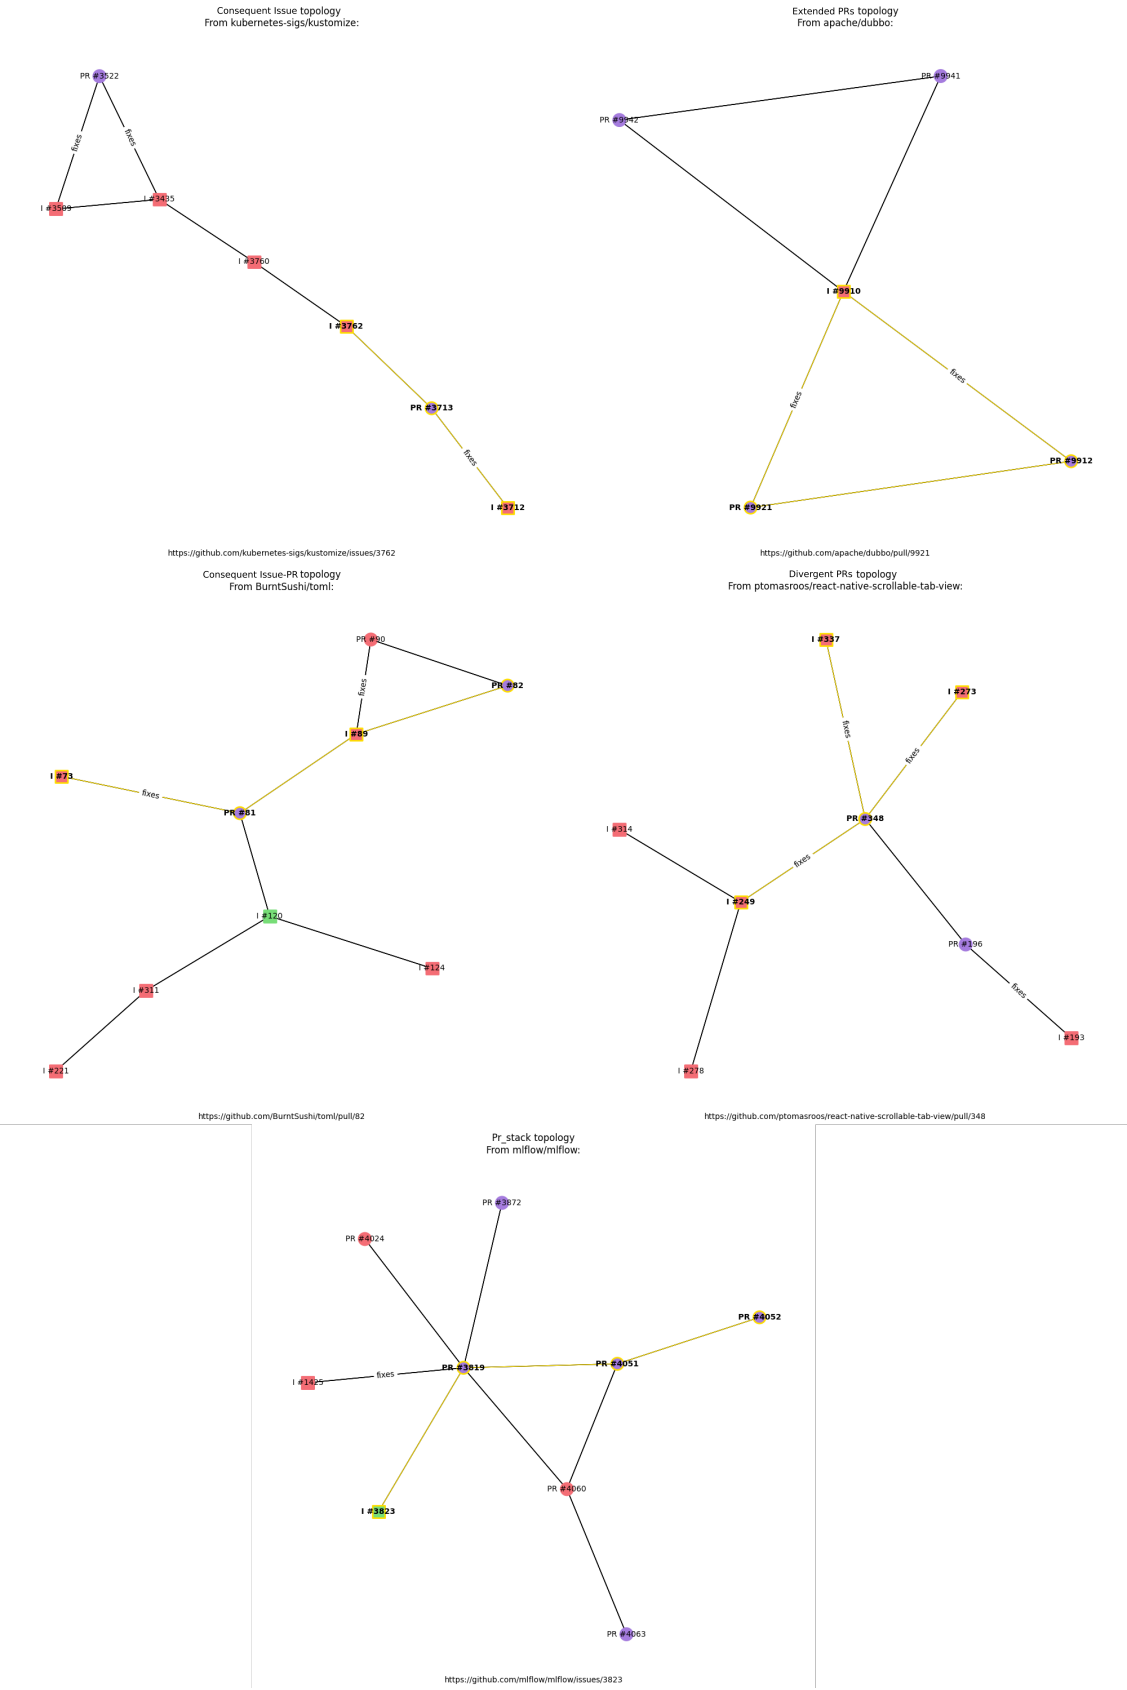 Consequent Issue topology
From kubernetes-sigs/kustomize:
PR #3522
fixes
fixes
I #3435
I #3589
I #3760
I #3762
PR #3713
fixes
I #3712
https://github.com/kubernetes-sigs/kustomize/issues/3762
Extended PRs topology
From apache/dubbo:
PR #9941
PR #9942
I #9910
fixes
fixes
PR #9912
PR #9921
https://github.com/apache/dubbo/pull/9921
Consequent Issue-PR topology
From BurntSushi/toml:
PR #90
PR #82
fixes
I #89
I #73
fixes
PR #81
I #120
I #124
I #311
I #221
https://github.com/BurntSushi/toml/pull/82
Divergent PRs topology
From ptomasroos/react-native-scrollable-tab-view:
I #337
I #273
fixes
fixes
PR #348
I #314
fixes
I #249
PR #196
fixes
I #193
I #278
https://github.com/ptomasroos/react-native-scrollable-tab-view/pull/348
Pr_stack topology
From mlflow/mlflow:
PR #3872
PR #4024
PR #4052
PR #4051
PR #3819
fixes
I #1425
PR #4060
I #3823
PR #4063
https://github.com/mlflow/mlflow/issues/3823